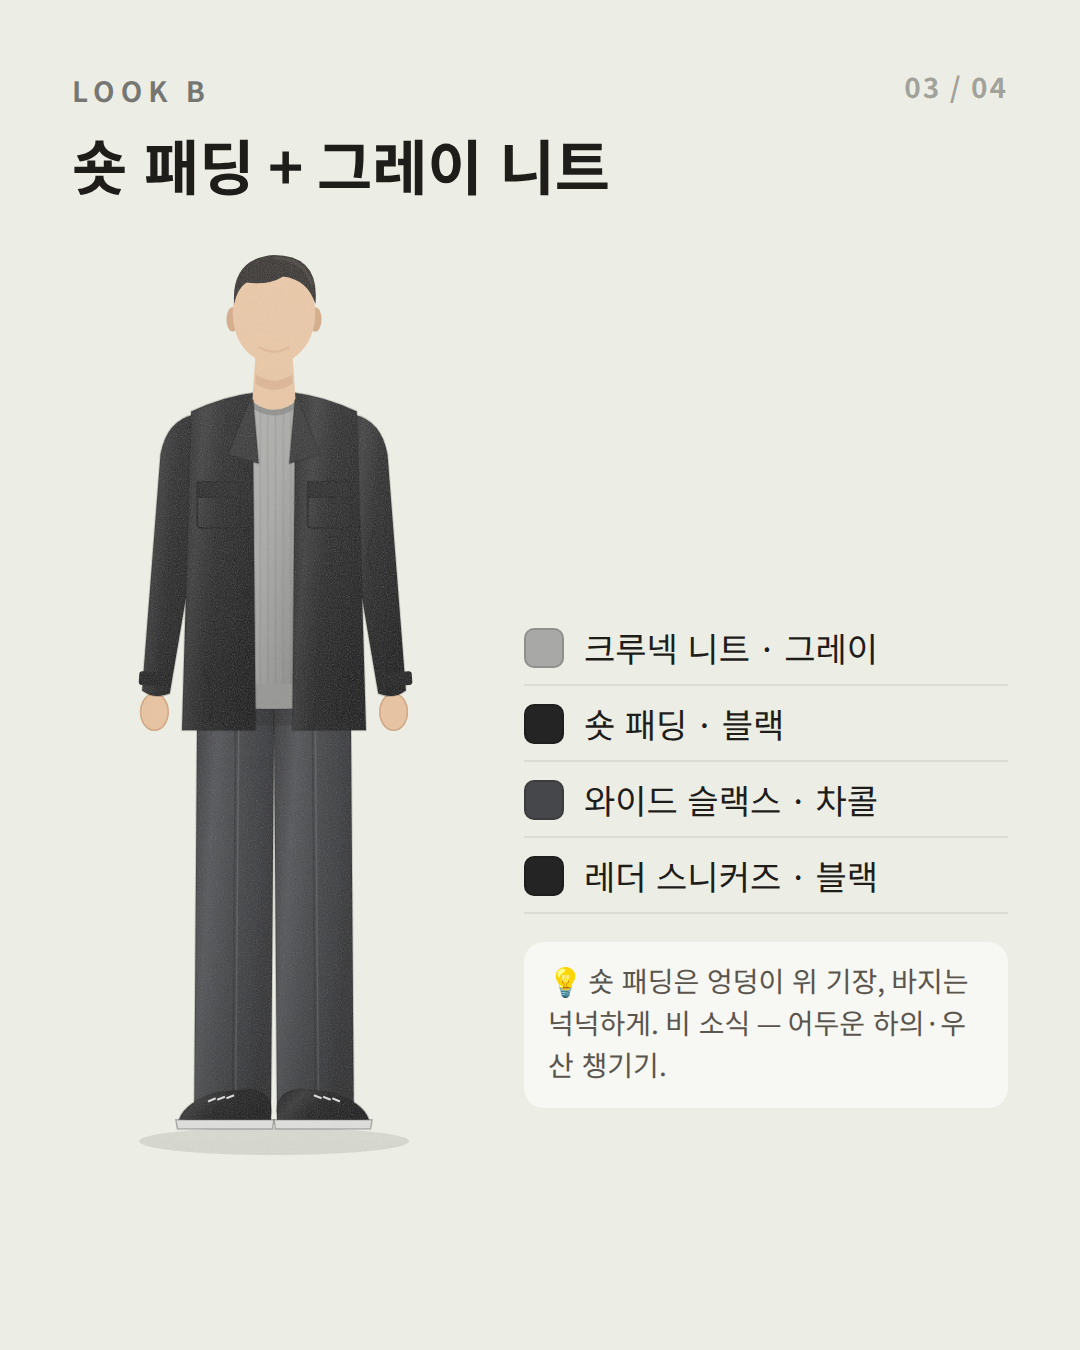 LOOK B
03 / 04
숏 패딩 + 그레이 니트
크루넥 니트 · 그레이
숏 패딩 · 블랙
와이드 슬랙스 · 차콜
레더 스니커즈 · 블랙
💡 숏 패딩은 엉덩이 위 기장, 바지는
넉넉하게. 비 소식 — 어두운 하의·우
산 챙기기.